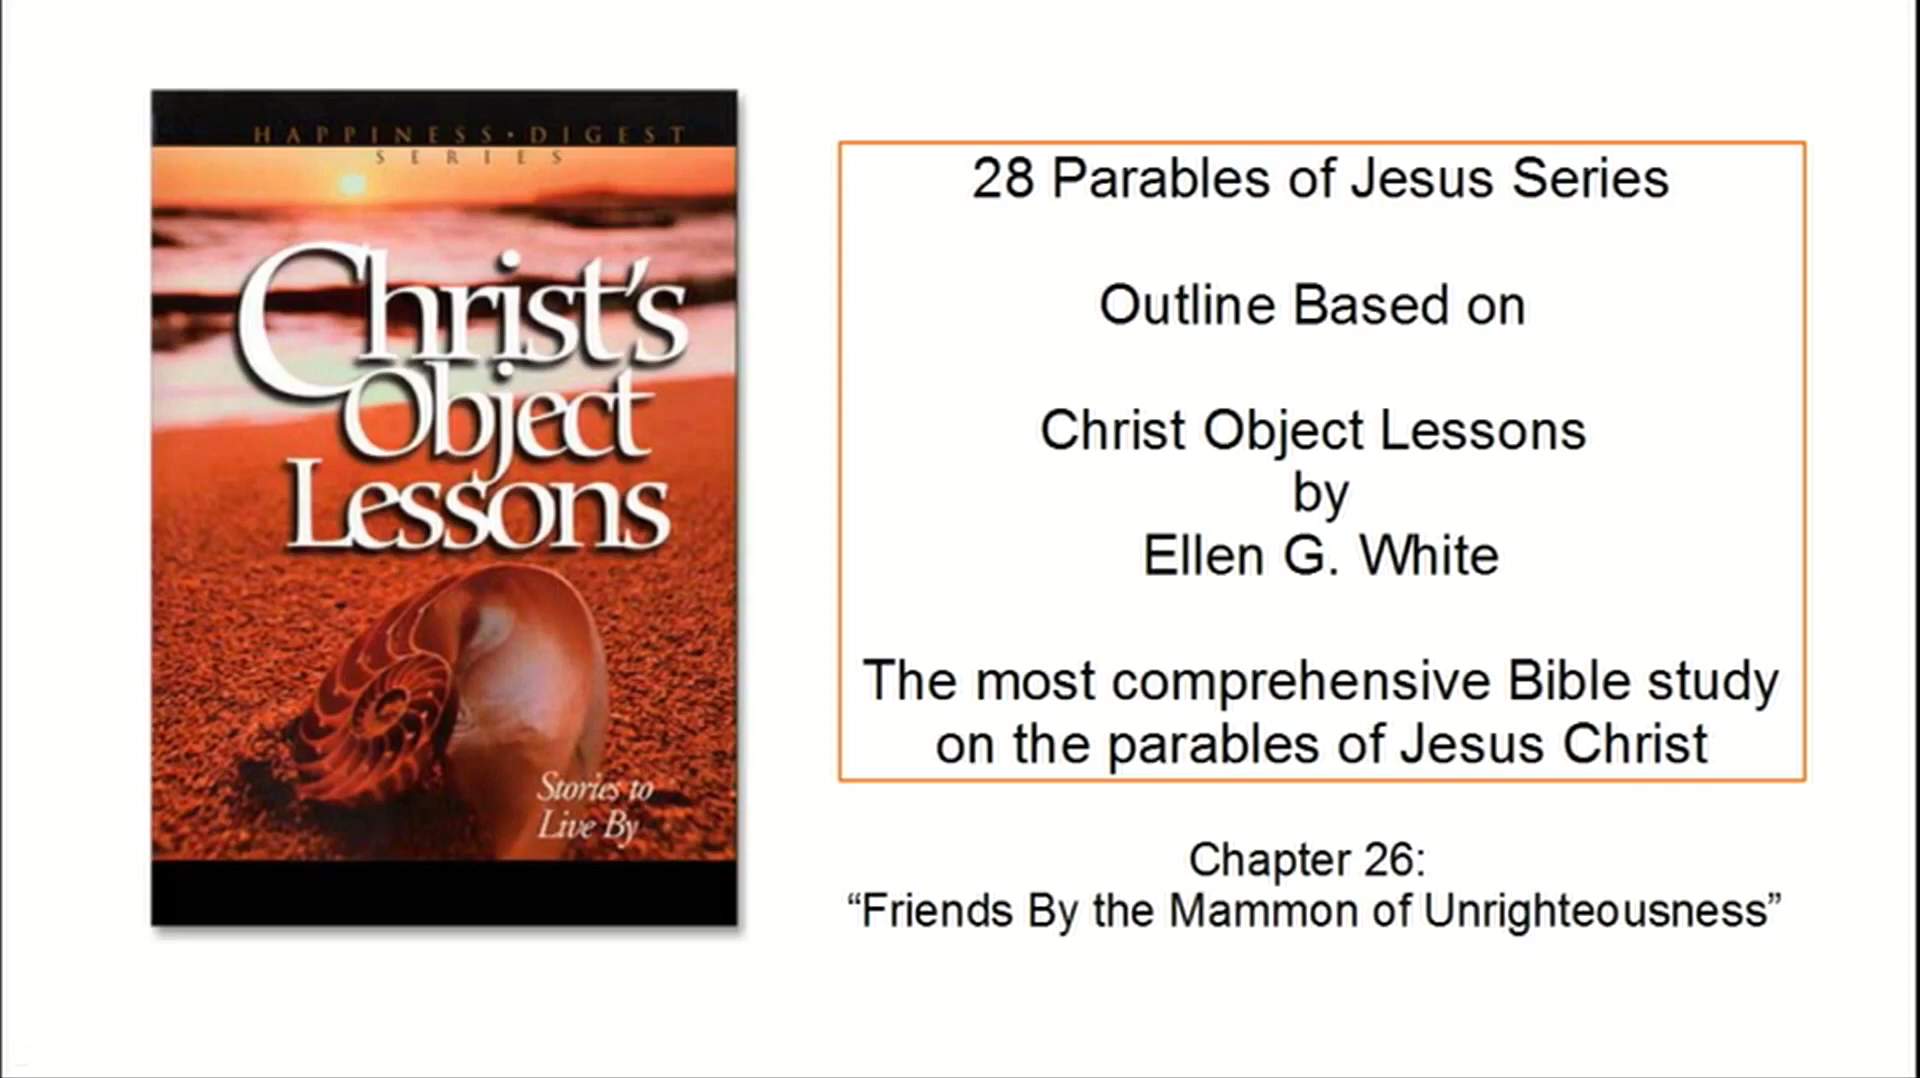 HAPPINESS·DIGEST
SERIES
Christ's
Object
Lessons
Stories to
Live By
28 Parables of Jesus Series
Outline Based on
Christ Object Lessons
by
Ellen G. White
The most comprehensive Bible study
on the parables of Jesus Christ
Chapter 26:
“Friends By the Mammon of Unrighteousness”